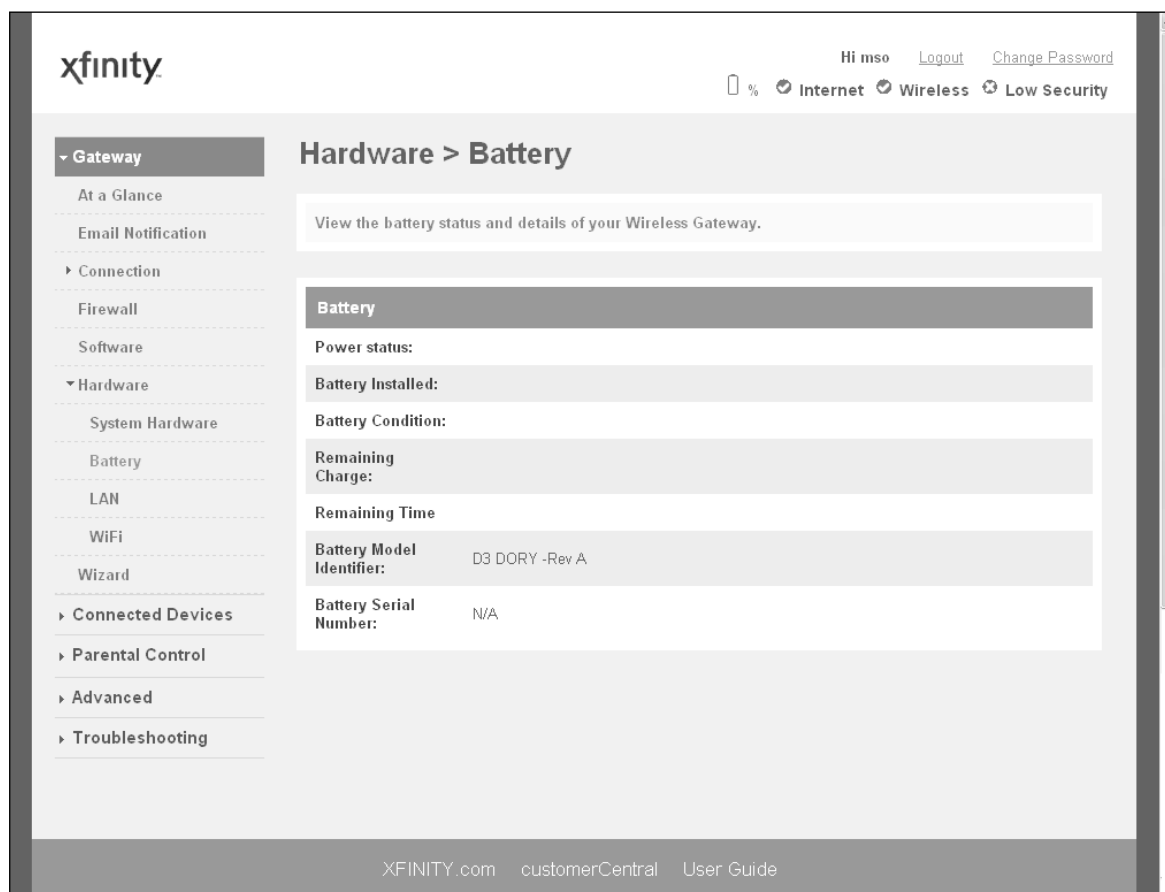 xfinity™
Hi mso Logout Change Password
% Internet Wireless Low Security
Gateway
At a Glance
Email Notification
Connection
Firewall
Software
Hardware
System Hardware
Battery
LAN
WiFi
Wizard
Connected Devices
Parental Control
Advanced
Troubleshooting
Hardware > Battery
View the battery status and details of your Wireless Gateway.
Battery
Power status:
Battery Installed:
Battery Condition:
Remaining
Charge:
Remaining Time
Battery Model
Identifier:
D3 DORY -Rev A
Battery Serial
Number:
N/A
XFINITY.com customerCentral User Guide